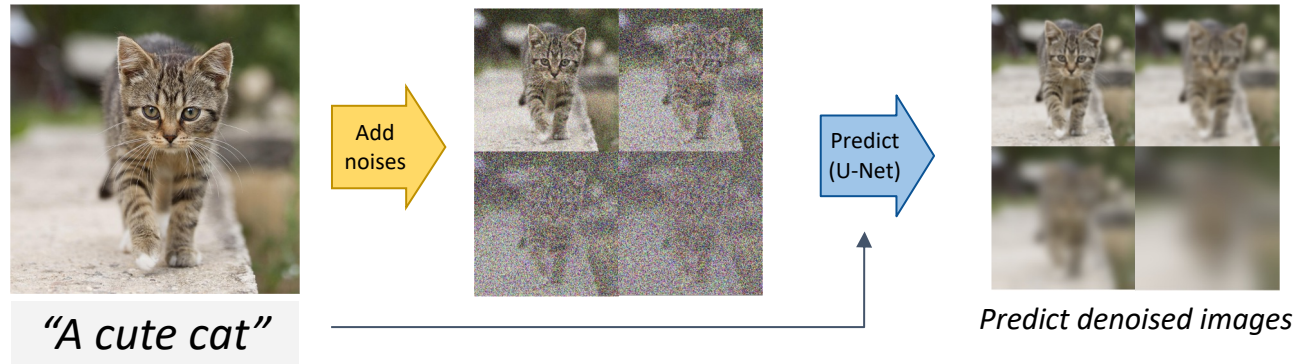 Add
noises
Predict
(U-Net)
“A cute cat”
Predict denoised images